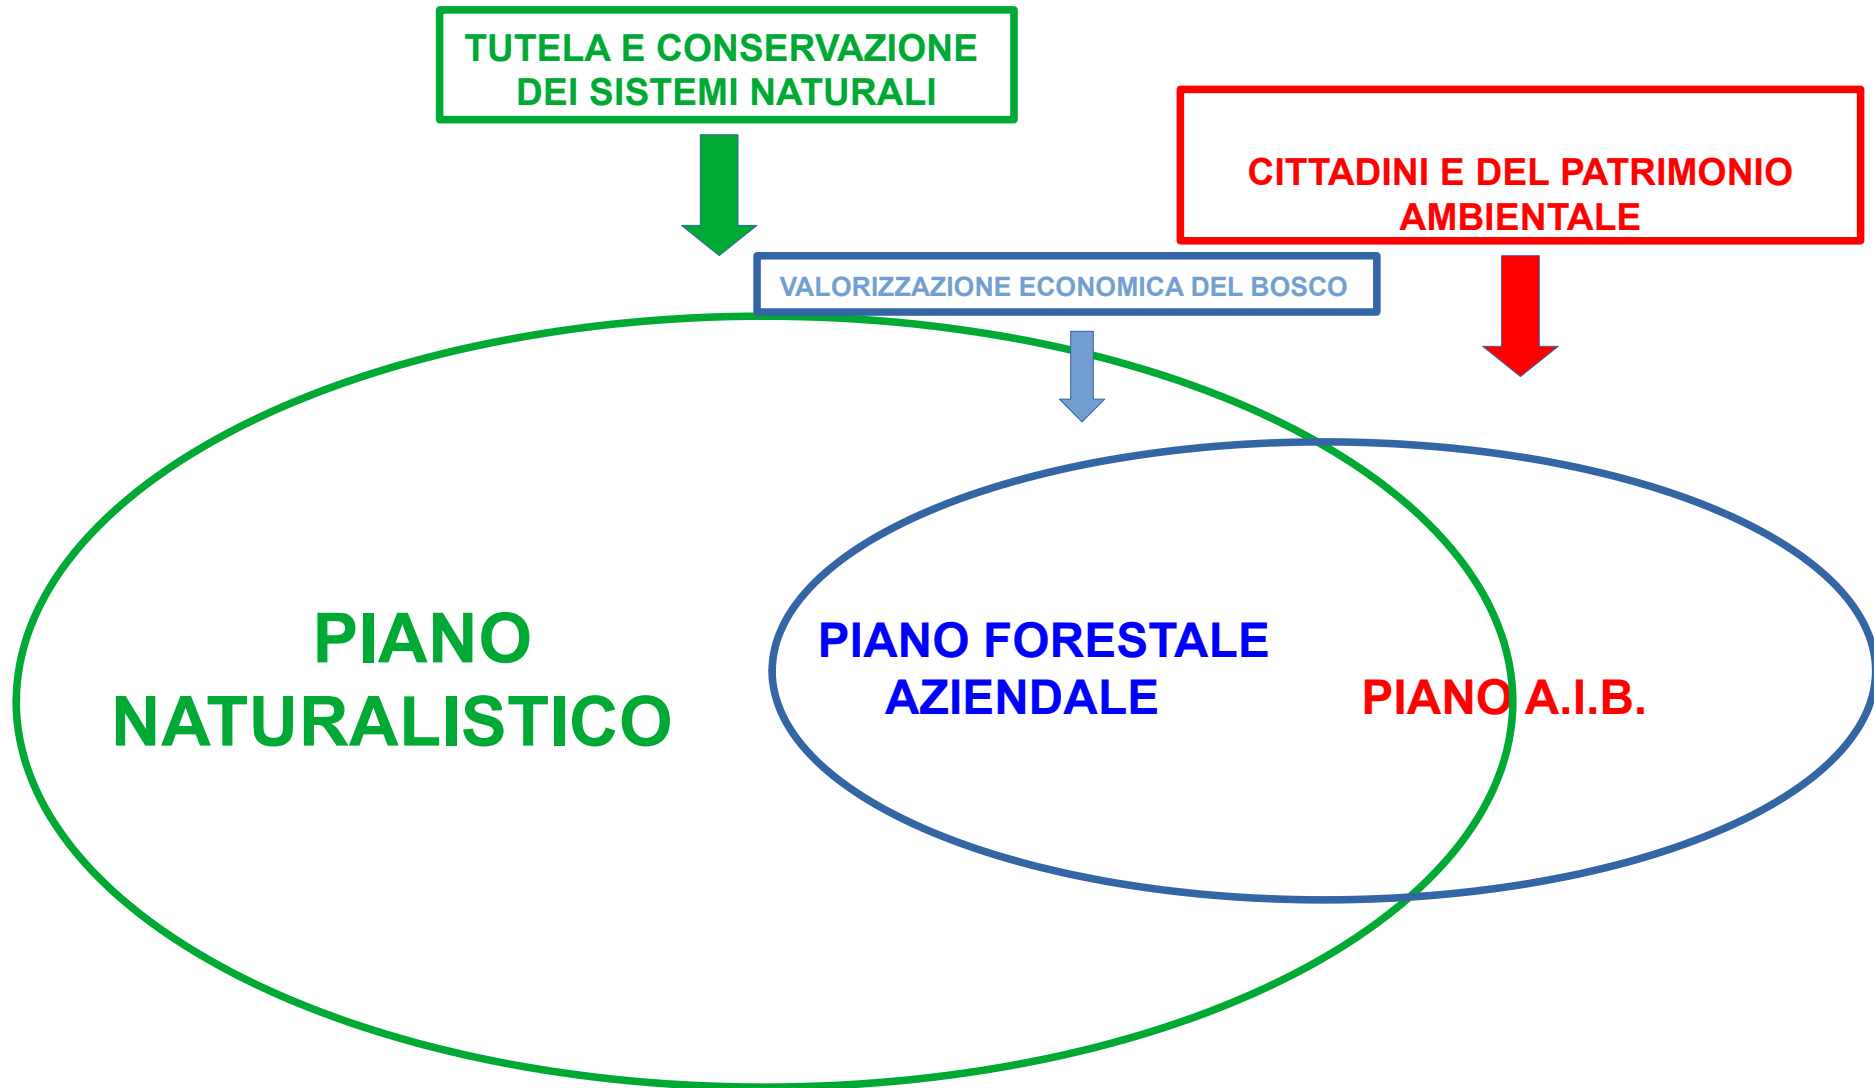 TUTELA E CONSERVAZIONE
DEI SISTEMI NATURALI
CITTADINI E DEL PATRIMONIO
AMBIENTALE
VALORIZZAZIONE ECONOMICA DEL BOSCO
PIANO
NATURALISTICO
PIANO FORESTALE
AZIENDALE
PIANO A.I.B.